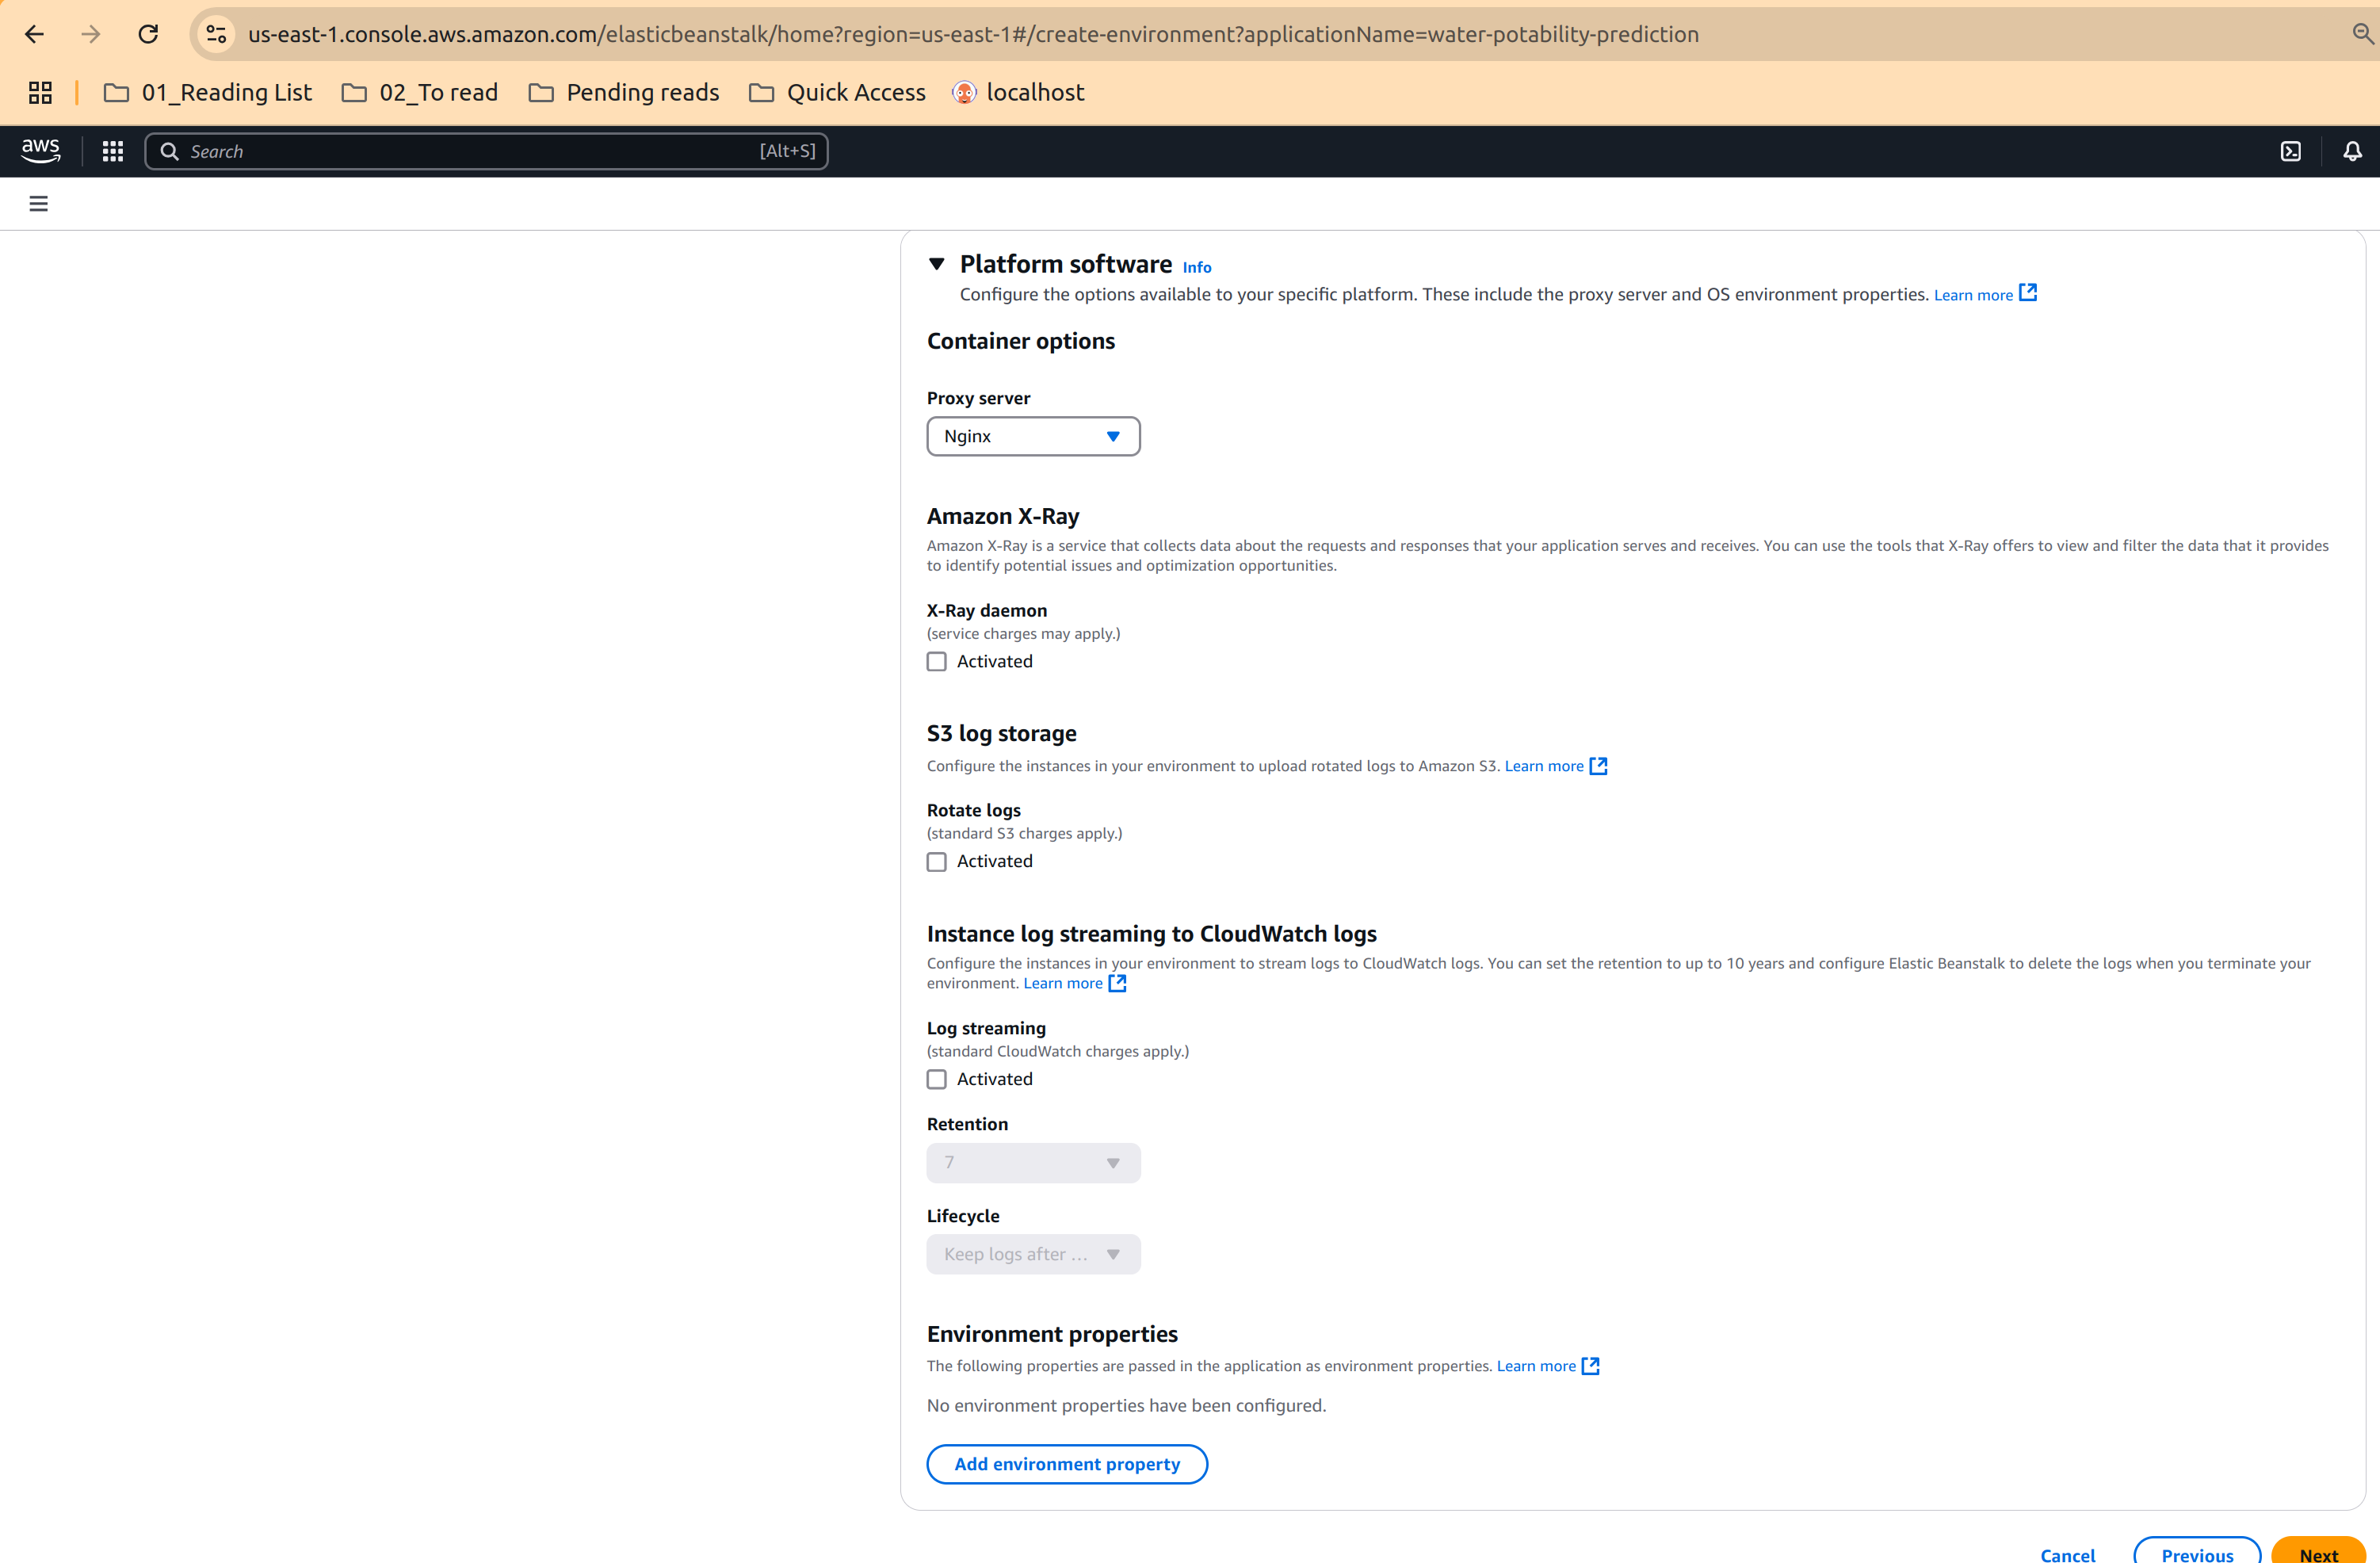 us-east-1.console.aws.amazon.com/elasticbeanstalk/home?region=us-east-1#/create-environment?applicationName=water-potability-prediction
01_Reading List 02_To read Pending reads Quick Access localhost
aws Search [Alt+S]
Platform software Info
Configure the options available to your specific platform. These include the proxy server and OS environment properties. Learn more
Container options
Proxy server
Nginx
Amazon X-Ray
Amazon X-Ray is a service that collects data about the requests and responses that your application serves and receives. You can use the tools that X-Ray offers to view and filter the data that it provides
to identify potential issues and optimization opportunities.
X-Ray daemon
(service charges may apply.)
Activated
S3 log storage
Configure the instances in your environment to upload rotated logs to Amazon S3. Learn more
Rotate logs
(standard S3 charges apply.)
Activated
Instance log streaming to CloudWatch logs
Configure the instances in your environment to stream logs to CloudWatch logs. You can set the retention to up to 10 years and configure Elastic Beanstalk to delete the logs when you terminate your
environment. Learn more
Log streaming
(standard CloudWatch charges apply.)
Activated
Retention
7
Lifecycle
Keep logs after ...
Environment properties
The following properties are passed in the application as environment properties. Learn more
No environment properties have been configured.
Add environment property
Cancel Previous Next